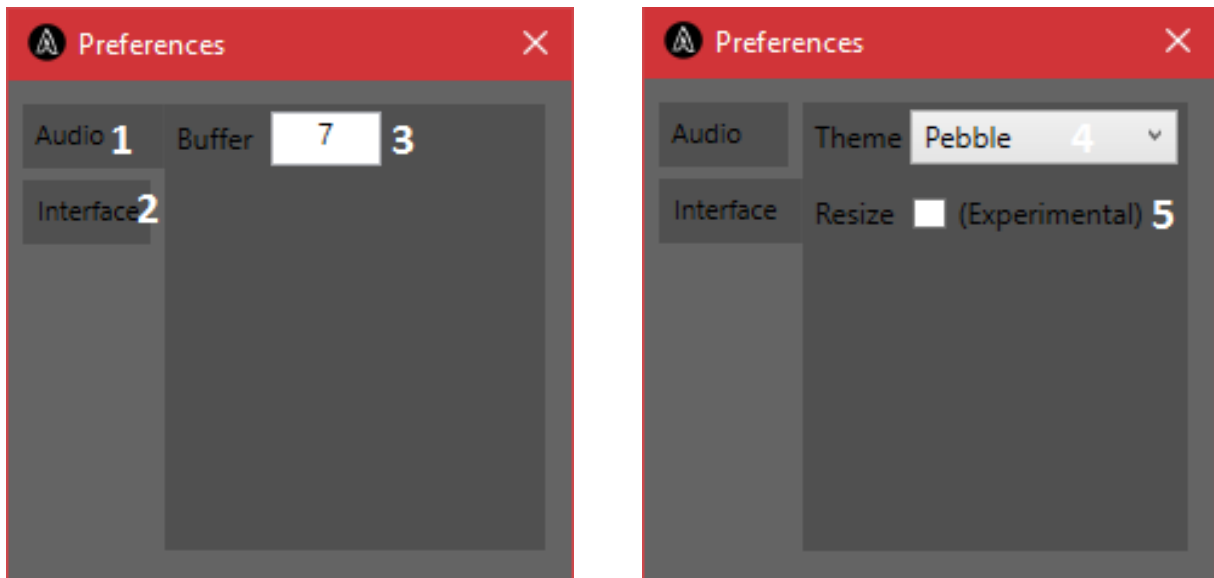 Preferences
Audio 1
Buffer 7 3
Interface 2
Preferences
Audio
Theme Pebble 4
Interface
Resize (Experimental) 5